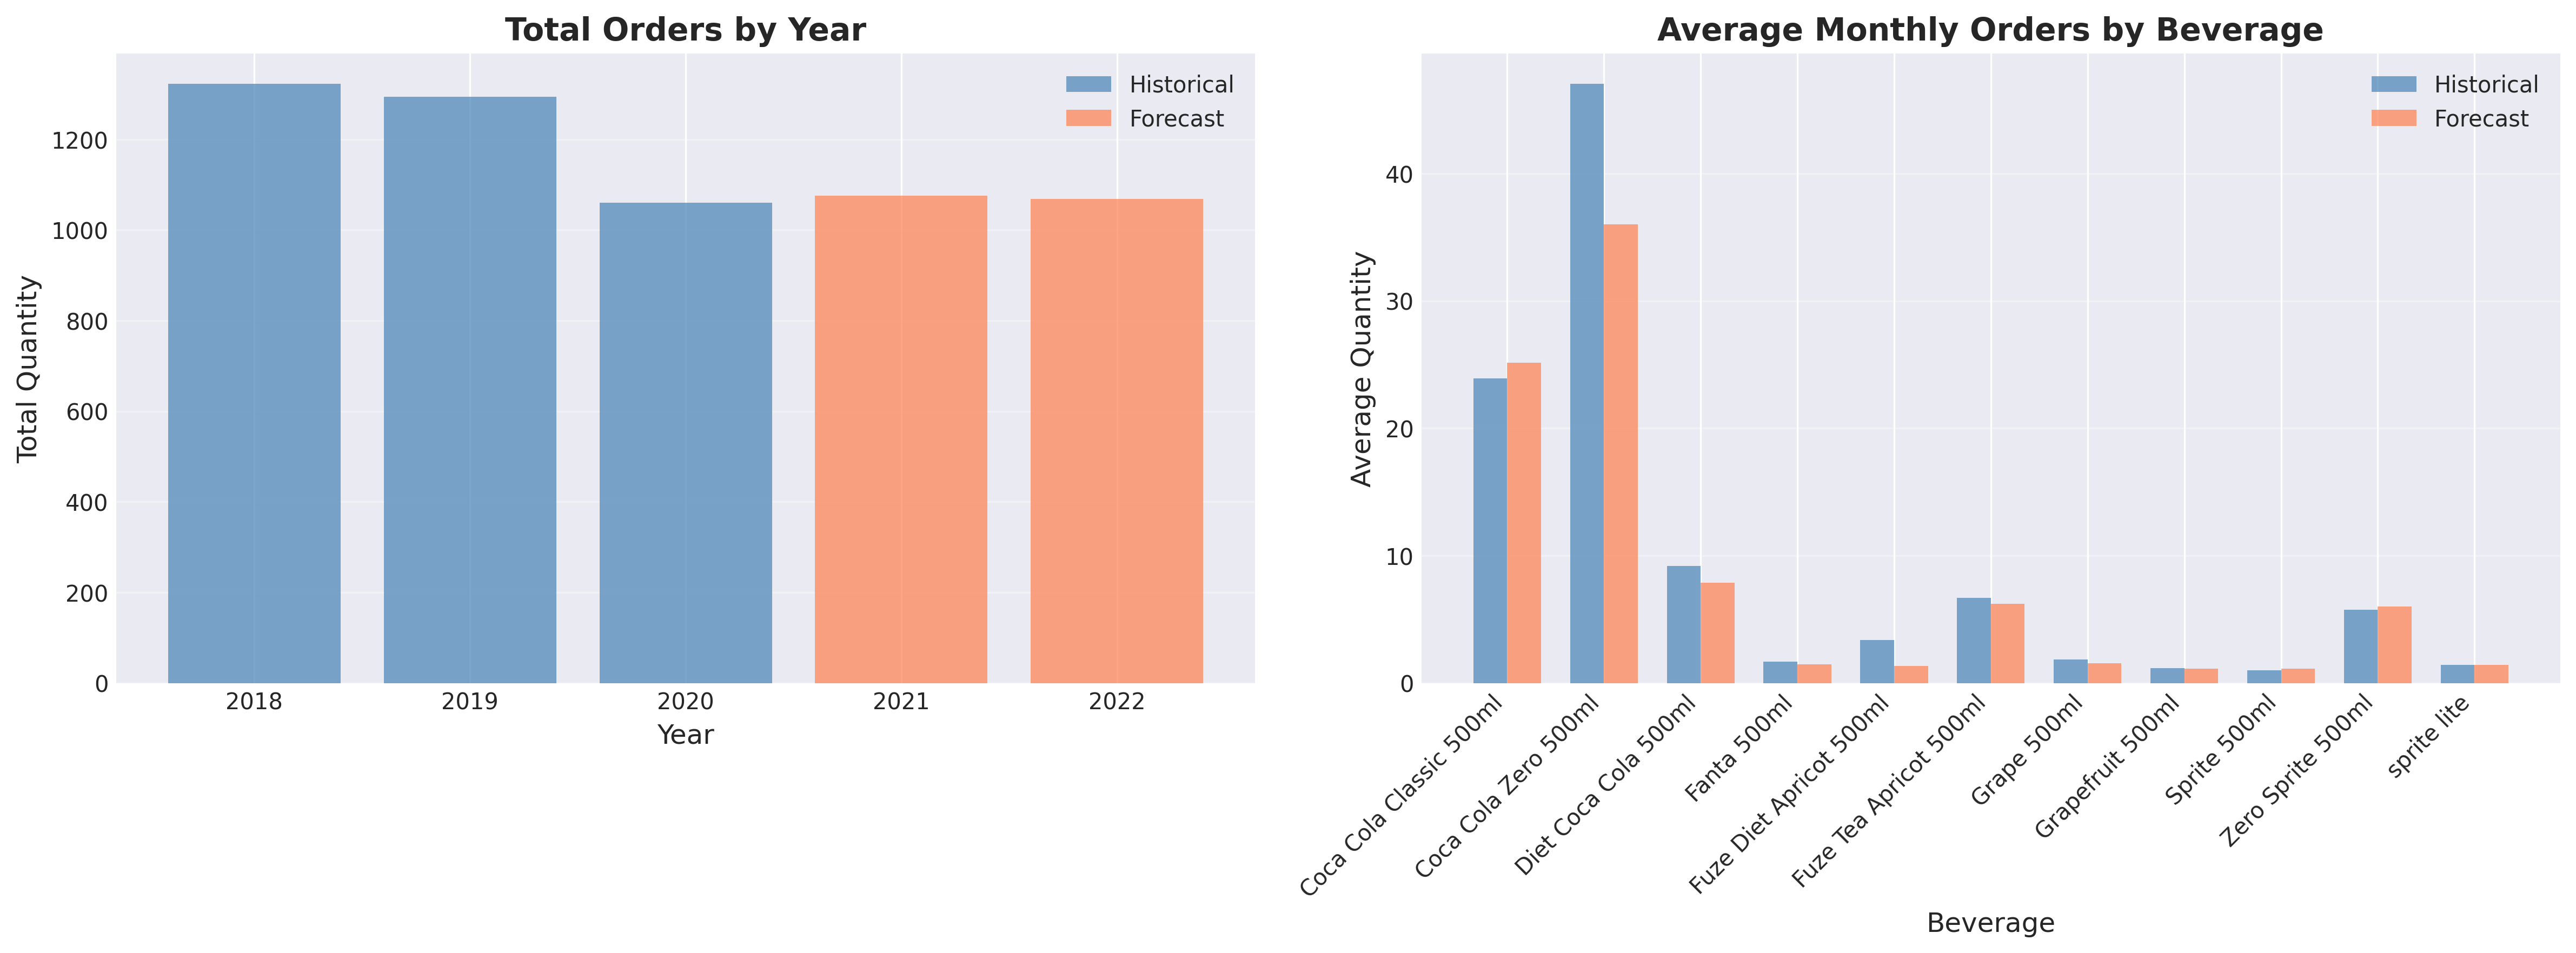 Total Orders by Year
Historical
Forecast
1200
1000
800
600
400
200
0
Total Quantity
2018 2019 2020 2021 2022
Year
Average Monthly Orders by Beverage
Historical
Forecast
40
30
20
10
0
Average Quantity
Coca Cola Classic 500ml
Coca Cola Zero 500ml
Diet Coca Cola 500ml
Fanta 500ml
Fuze Diet Apricot 500ml
Fuze Tea Apricot 500ml
Grape 500ml
Grapefruit 500ml
Sprite 500ml
Zero Sprite 500ml
sprite lite
Beverage